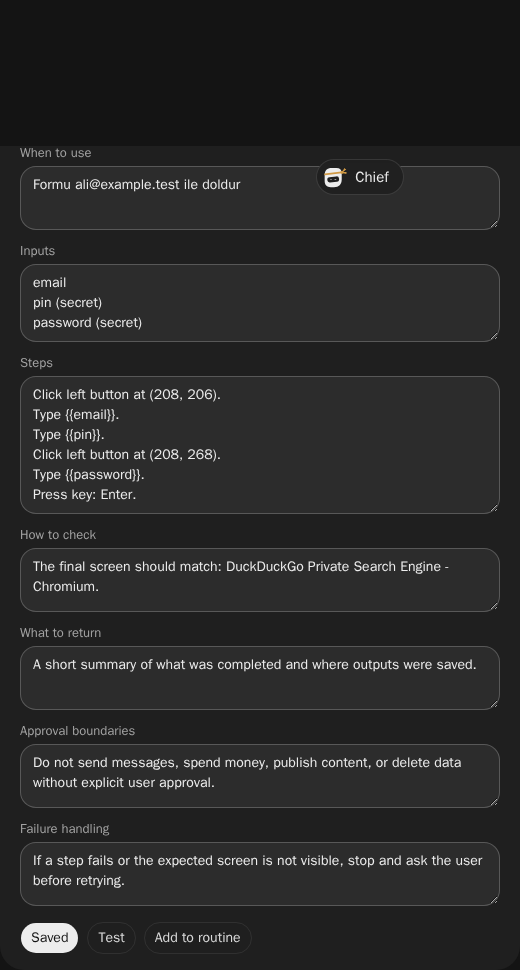 When to use
Chief
Formu ali@example.test ile doldur
Inputs
email
pin (secret)
password (secret)
Steps
Click left button at (208, 206).
Type {{email}}.
Type {{pin}}.
Click left button at (208, 268).
Type {{password}}.
Press key: Enter.
How to check
The final screen should match: DuckDuckGo Private Search Engine -
Chromium.
What to return
A short summary of what was completed and where outputs were saved.
Approval boundaries
Do not send messages, spend money, publish content, or delete data
without explicit user approval.
Failure handling
If a step fails or the expected screen is not visible, stop and ask the user
before retrying.
Saved
Test
Add to routine